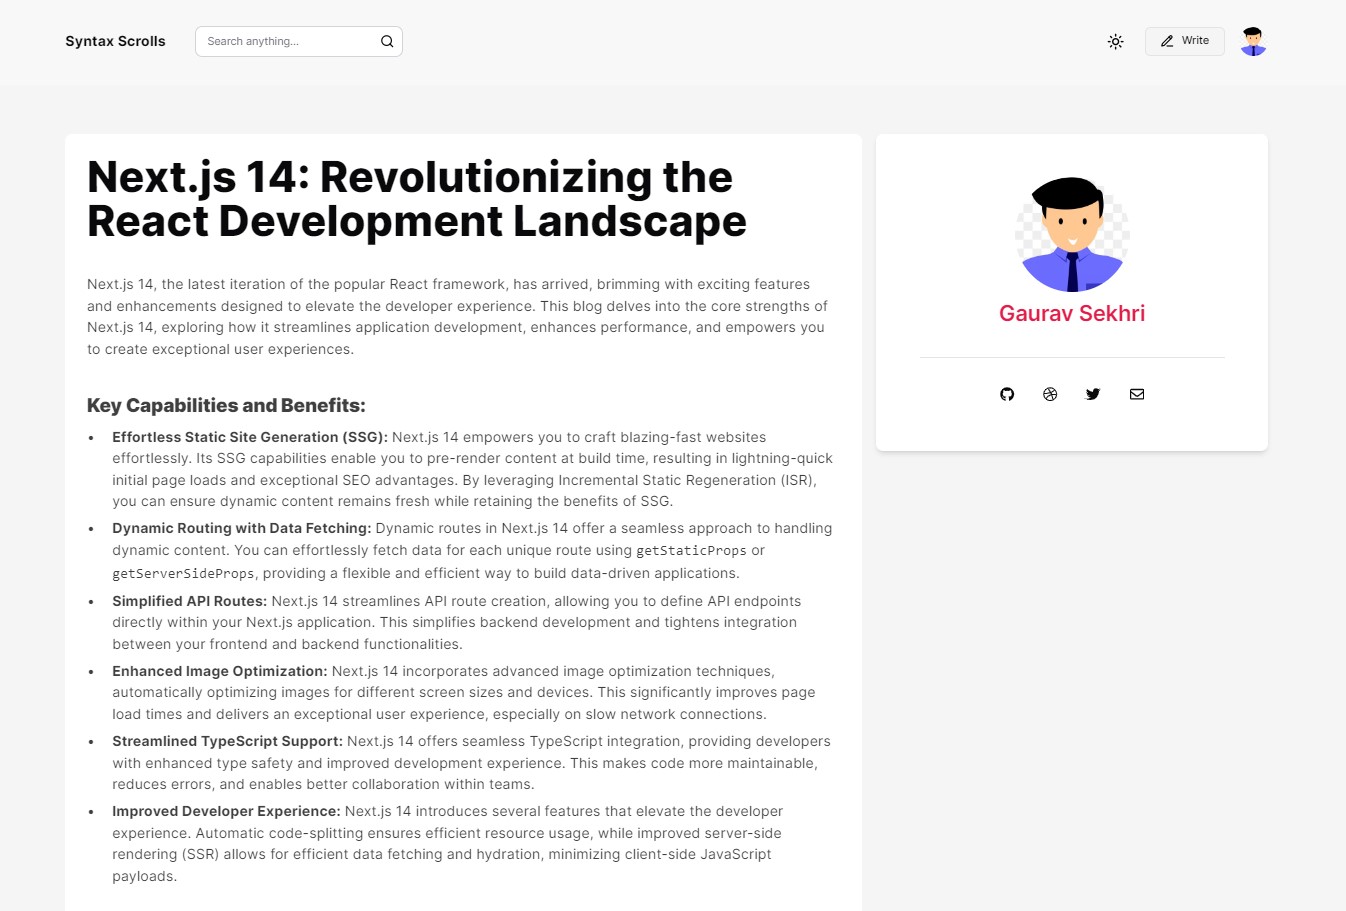 Syntax Scrolls
Search anything...
Write
Next.js 14: Revolutionizing the
React Development Landscape
Next.js 14, the latest iteration of the popular React framework, has arrived, brimming with exciting features
and enhancements designed to elevate the developer experience. This blog delves into the core strengths of
Next.js 14, exploring how it streamlines application development, enhances performance, and empowers you
to create exceptional user experiences.
Key Capabilities and Benefits:
• Effortless Static Site Generation (SSG): Next.js 14 empowers you to craft blazing-fast websites
effortlessly. Its SSG capabilities enable you to pre-render content at build time, resulting in lightning-quick
initial page loads and exceptional SEO advantages. By leveraging Incremental Static Regeneration (ISR),
you can ensure dynamic content remains fresh while retaining the benefits of SSG.
• Dynamic Routing with Data Fetching: Dynamic routes in Next.js 14 offer a seamless approach to handling
dynamic content. You can effortlessly fetch data for each unique route using getStaticProps or
getServerSideProps, providing a flexible and efficient way to build data-driven applications.
• Simplified API Routes: Next.js 14 streamlines API route creation, allowing you to define API endpoints
directly within your Next.js application. This simplifies backend development and tightens integration
between your frontend and backend functionalities.
• Enhanced Image Optimization: Next.js 14 incorporates advanced image optimization techniques,
automatically optimizing images for different screen sizes and devices. This significantly improves page
load times and delivers an exceptional user experience, especially on slow network connections.
• Streamlined TypeScript Support: Next.js 14 offers seamless TypeScript integration, providing developers
with enhanced type safety and improved development experience. This makes code more maintainable,
reduces errors, and enables better collaboration within teams.
• Improved Developer Experience: Next.js 14 introduces several features that elevate the developer
experience. Automatic code-splitting ensures efficient resource usage, while improved server-side
rendering (SSR) allows for efficient data fetching and hydration, minimizing client-side JavaScript
payloads.
Gaurav Sekhri